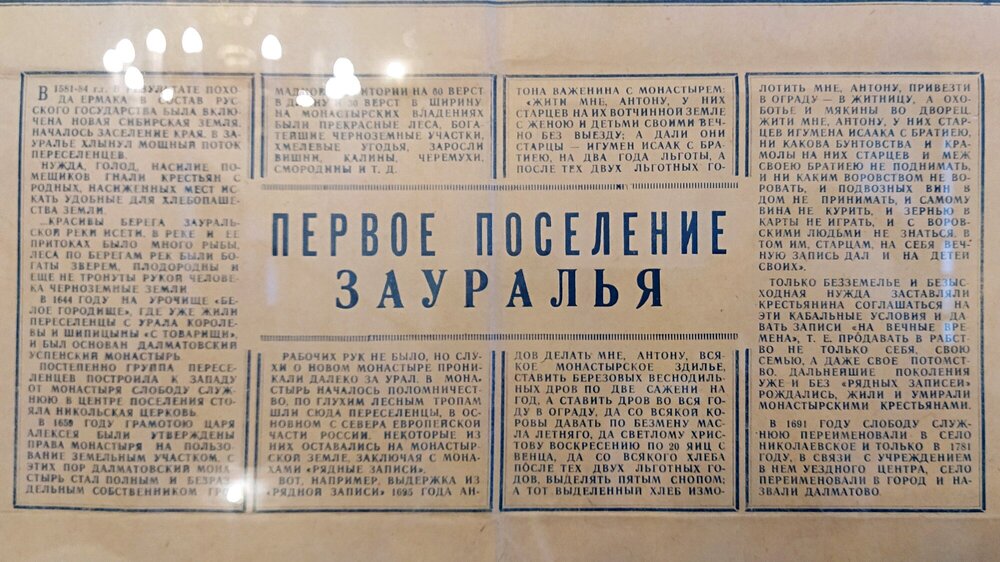 ПЕРВОЕ ПОСЕЛЕНИЕ
ЗАУРАЛЬЯ
В 1581-84 г.г. В РЕЗУЛЬТАТЕ ПОХО-
ДА ЕРМАКА В СОСТАВ РУС-
СКОГО ГОСУДАРСТВА БЫЛА ВКЛЮ-
ЧЕНА НОВАЯ СИБИРСКАЯ ЗЕМЛЯ.
НАЧАЛОСЬ ЗАСЕЛЕНИЕ КРАЯ. В ЗА-
УРАЛЬЕ ХЛЫНУЛ МОЩНЫЙ ПОТОК
ПЕРЕСЕЛЕНЦЕВ.
НУЖДА, ГОЛОД, НАСИЛИЕ ПО-
МЕЩИКОВ ГНАЛИ КРЕСТЬЯН С
РОДНЫХ, НАСИЖЕННЫХ МЕСТ ИС-
КАТЬ УДОБНЫЕ ДЛЯ ХЛЕБОПА-
ШЕСТВА ЗЕМЛИ.
КРАСИВЫ БЕРЕГА ЗАУРАЛЬ-
СКОЙ РЕКИ ИСЕТИ. В РЕКЕ И ЕЕ
ПРИТОКАХ БЫЛО МНОГО РЫБЫ,
ЛЕСА ПО БЕРЕГАМ РЕК БЫЛИ БО-
ГАТЫ ЗВЕРЕМ, ПЛОДОРОДНЫ И
ЕЩЕ НЕ ТРОНУТЫ РУКОЙ ЧЕЛОВЕ-
КА ЧЕРНОЗЕМНЫЕ ЗЕМЛИ.
В 1644 ГОДУ НА УРОЧИЩЕ «БЕ-
ЛОЕ ГОРОДИЩЕ», ГДЕ УЖЕ ЖИЛИ
ПЕРЕСЕЛЕНЦЫ С УРАЛА КОРОЛЕ-
ВЫ И ШИПИЦЫНЫ «С ТОВАРИЩИ»,
И БЫЛ ОСНОВАН ДАЛМАТОВСКИЙ
УСПЕНСКИЙ МОНАСТЫРЬ.
ПОСТЕПЕННО ГРУППА ПЕРЕСЕ-
ЛЕНЦЕВ ПОСТРОИЛА К ЗАПАДУ
ОТ МОНАСТЫРЯ СЛОБОДУ СЛУЖ-
НЮЮ. В ЦЕНТРЕ ПОСЕЛЕНИЯ СТО-
ЯЛА НИКОЛЬСКАЯ ЦЕРКОВЬ.
В 1659 ГОДУ ГРАМОТОЮ ЦАРЯ
АЛЕКСЕЯ БЫЛИ УТВЕРЖДЕНЫ
ПРАВА МОНАСТЫРЯ НА ПОЛЬЗО-
ВАНИЕ ЗЕМЕЛЬНЫМ УЧАСТКОМ, С
ЭТИХ ПОР ДАЛМАТОВСКИЙ МОНА-
СТЫРЬ СТАЛ ПОЛНЫМ И БЕЗРАЗ-
ДЕЛЬНЫМ СОБСТВЕННИКОМ
ТЕРРИТОРИИ НА 80 ВЕРСТ
В ДЛИНУ И 30 ВЕРСТ В ШИРИНУ.
НА МОНАСТЫРСКИХ ВЛАДЕНИЯХ
БЫЛИ ПРЕКРАСНЫЕ ЛЕСА, БОГА-
ТЕЙШИЕ ЧЕРНОЗЕМНЫЕ УЧАСТКИ,
ХМЕЛЕВЫЕ УГОДЬЯ, ЗАРОСЛИ
ВИШНИ, КАЛИНЫ, ЧЕРЕМУХИ,
СМОРОДИНЫ И Т. Д.
РАБОЧИХ РУК НЕ БЫЛО, НО СЛУ-
ХИ О НОВОМ МОНАСТЫРЕ ПРОНИ-
КАЛИ ДАЛЕКО ЗА УРАЛ. В МОНА-
СТЫРЬ НАЧАЛОСЬ ПОЛОМНИЧЕСТ-
ВО, ПО ГЛУХИМ ЛЕСНЫМ ТРОПАМ
ШЛИ СЮДА ПЕРЕСЕЛЕНЦЫ, В ОС-
НОВНОМ С СЕВЕРА ЕВРОПЕЙСКОЙ
ЧАСТИ РОССИИ. НЕКОТОРЫЕ ИЗ
НИХ ОСТАВАЛИСЬ НА МОНАСТЫР-
СКОЙ ЗЕМЛЕ, ЗАКЛЮЧАЯ С МОНА-
ХАМИ «РЯДНЫЕ ЗАПИСИ».
ВОТ, НАПРИМЕР, ВЫДЕРЖКА ИЗ
«РЯДНОЙ ЗАПИСИ» 1695 ГОДА АН-
ТОНА ВАЖЕНИНА С МОНАСТЫРЕМ:
«ЖИТИ МНЕ, АНТОНУ, У НИХ
СТАРЦЕВ НА ИХ ВОТЧИННОЙ ЗЕМЛЕ
С ЖЕНОЮ И ДЕТЬМИ СВОИМИ ВЕЧ-
НО БЕЗ ВЫЕЗДУ; А ДАЛИ ОНИ
СТАРЦЫ — ИГУМЕН ИСААК С БРА-
ТИЕЮ, НА ДВА ГОДА ЛЬГОТЫ, А
ПОСЛЕ ТЕХ ДВУХ ЛЬГОТНЫХ ГО-
ДОВ ДЕЛАТЬ МНЕ, АНТОНУ, ВСЯ-
КОЕ МОНАСТЫРСКОЕ ЗДИЛЬЕ,
СТАВИТЬ БЕРЕЗОВЫХ ВЕСНОДИЛЬ-
НЫХ ДРОВ ПО ДВЕ САЖЕНИ НА
ГОД, А СТАВИТЬ ДРОВ ВО ВСЯ ГО-
ДУ В ОГРАДУ, ДА СО ВСЯКОЙ КО-
РОВЫ ДАВАТЬ ПО БЕЗМЕНУ МАС-
ЛА ЛЕТНЯГО, ДА СВЕТЛОМУ ХРИС-
ТОВУ ВОСКРЕСЕНИЮ ПО 20 ЯИЦ С
ВЕНЦА, ДА СО ВСЯКОГО ХЛЕБА
ПОСЛЕ ТЕХ ДВУХ ЛЬГОТНЫХ ГО-
ДОВ, ВЫДЕЛЯТЬ ПЯТЫМ СНОПОМ;
А ТОТ ВЫДЕЛЕННЫЙ ХЛЕБ ИЗМО-
ЛОТИТЬ МНЕ, АНТОНУ, ПРИВЕЗТИ
В ОГРАДУ — В ЖИТНИЦУ, А ОХО-
БОТЬЕ И МЯКИНЫ ВО ДВОРЕЦ.
ЖИТИ МНЕ, АНТОНУ, У НИХ СТАР-
ЦЕВ ИГУМЕНА ИСААКА С БРАТИЕЮ,
НИ КАКОВА БУНТОВСТВА И КРА-
МОЛЫ НА НИХ СТАРЦЕВ И МЕЖ
СВОЕЮ БРАТИЕЮ НЕ ПОДНИМАТЬ,
И НИ КАКИМ ВОРОВСТВОМ НЕ ВО-
РОВАТЬ, И ПОДВОЗНЫХ ВИН В
ДОМ НЕ ПРИНИМАТЬ, И САМОМУ
ВИНА НЕ КУРИТЬ, И ЗЕРНЬЮ В
КАРТЫ НЕ ИГРАТЬ, И С ВОРОВ-
СКИМИ ЛЮДЬМИ НЕ ЗНАТЬСЯ. В
ТОМ ИМ, СТАРЦАМ, НА СЕБЯ ВЕЧ-
НУЮ ЗАПИСЬ ДАЛ И НА ДЕТЕЙ
СВОИХ».
ТОЛЬКО БЕЗЗЕМЕЛЬЕ И БЕЗЫС-
ХОДНАЯ НУЖДА ЗАСТАВЛЯЛИ
КРЕСТЬЯНИНА СОГЛАШАТЬСЯ НА
ЭТИ КАБАЛЬНЫЕ УСЛОВИЯ И ДА-
ВАТЬ ЗАПИСИ «НА ВЕЧНЫЕ ВРЕ-
МЕНА», Т. Е. ПРОДАВАТЬ В РАБСТ-
ВО НЕ ТОЛЬКО СЕБЯ, СВОЮ
СЕМЬЮ, А ДАЖЕ СВОЕ ПОТОМСТ-
ВО. ДАЛЬНЕЙШИЕ ПОКОЛЕНИЯ
УЖЕ И БЕЗ «РЯДНЫХ ЗАПИСЕЙ»
РОЖДАЛИСЬ, ЖИЛИ И УМИРАЛИ
МОНАСТЫРСКИМИ КРЕСТЬЯНАМИ.
В 1691 ГОДУ СЛОБОДУ СЛУЖ-
НЮЮ ПЕРЕИМЕНОВАЛИ В СЕЛО
НИКОЛАЕВСКОЕ И ТОЛЬКО В 1781
ГОДУ, В СВЯЗИ С УЧРЕЖДЕНИЕМ
В НЕМ УЕЗДНОГО ЦЕНТРА, СЕЛО
ПЕРЕИМЕНОВАЛИ В ГОРОД И НА-
ЗВАЛИ ДАЛМАТОВО.